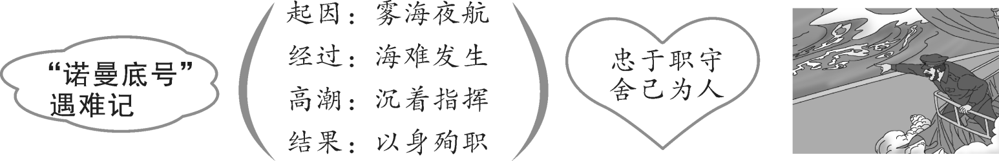 “诺曼底号”
遇难记
起因：雾海夜航
经过：海难发生
高潮：沉着指挥
结果：以身殉职
忠于职守
舍己为人